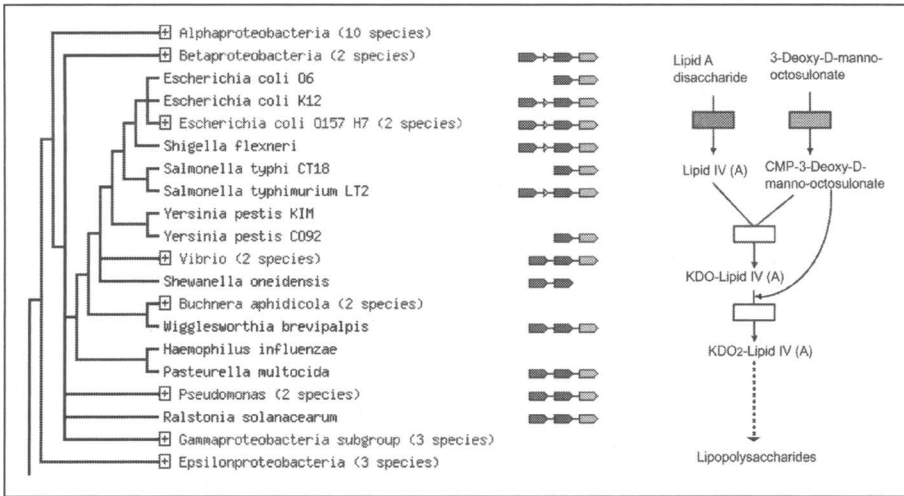 Alphaproteobacteria (10 species)
Betaproteobacteria (2 species)
Escherichia coli O6
Escherichia coli K12
Escherichia coli O157 H7 (2 species)
Shigella flexneri
Salmonella typhi CT18
Salmonella typhimurium LT2
Yersinia pestis KIM
Yersinia pestis CO92
Vibrio (2 species)
Shewanella oneidensis
Buchnera aphidicola (2 species)
Wigglesworthia brevipalpis
Haemophilus influenzae
Pasteurella multocida
Pseudomonas (2 species)
Ralstonia solanacearum
Gammaproteobacteria subgroup (3 species)
Epsilonproteobacteria (3 species)
Lipid A
disaccharide
3-Deoxy-D-manno-
octosulonate
Lipid IV (A)
CMP-3-Deoxy-D-
manno-octosulonate
KDO-Lipid IV (A)
KDO2-Lipid IV (A)
Lipopolysaccharides